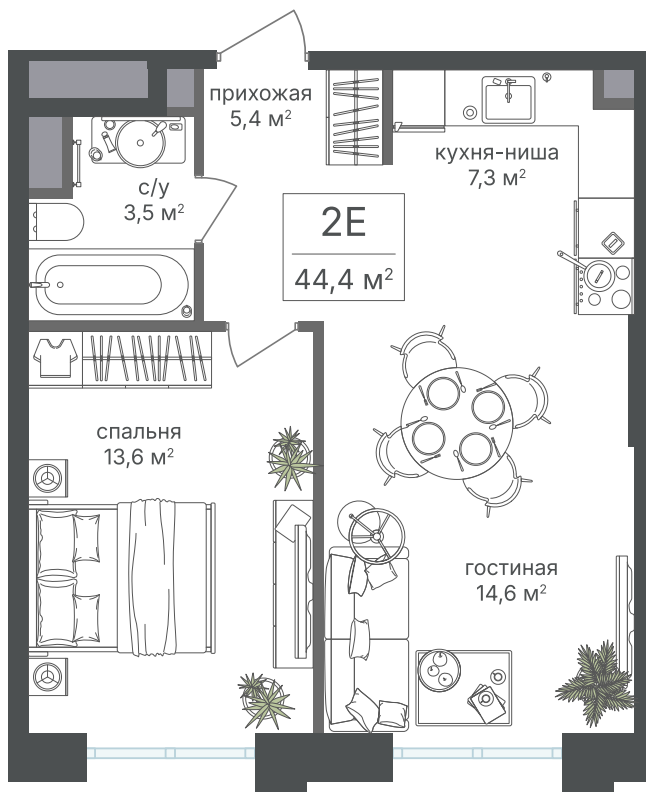 прихожая
5,4 м²
кухня-ниша
7,3 м²
с/у
3,5 м²
2Е
44,4 м²
спальня
13,6 м²
гостиная
14,6 м²